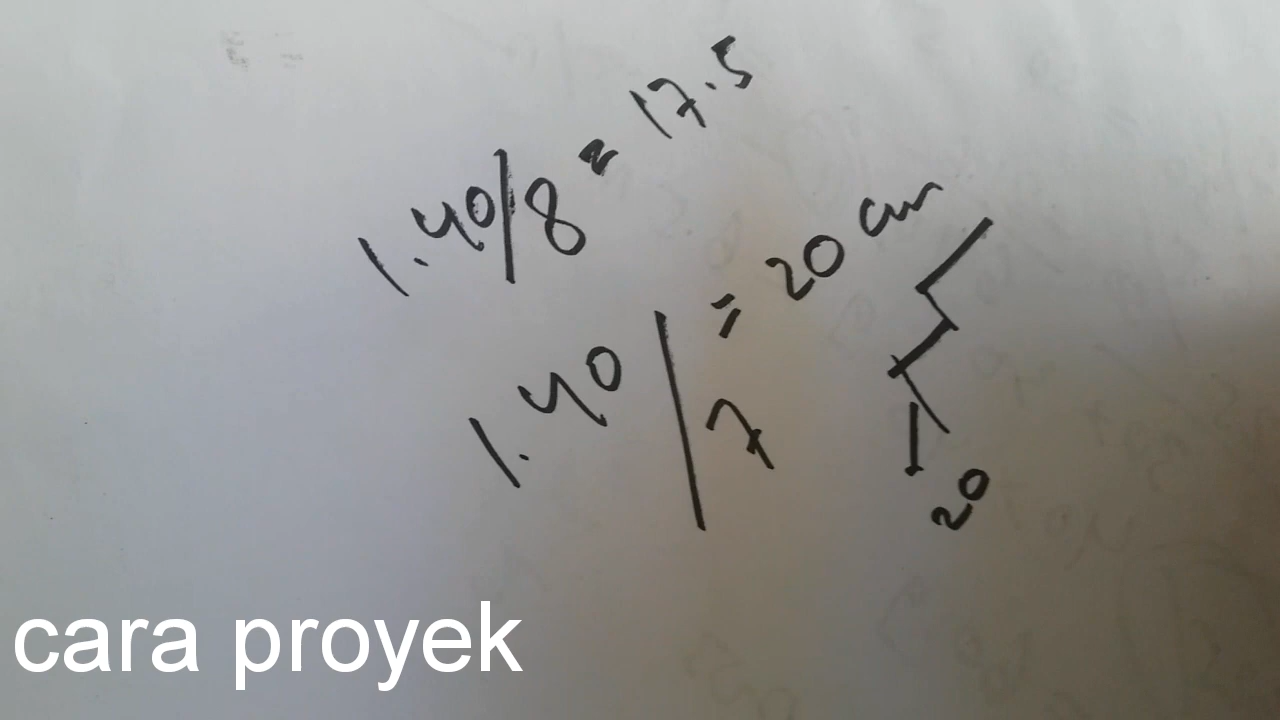 1.40/8 = 17.5
1.40/7 = 20 cm
20
cara proyek